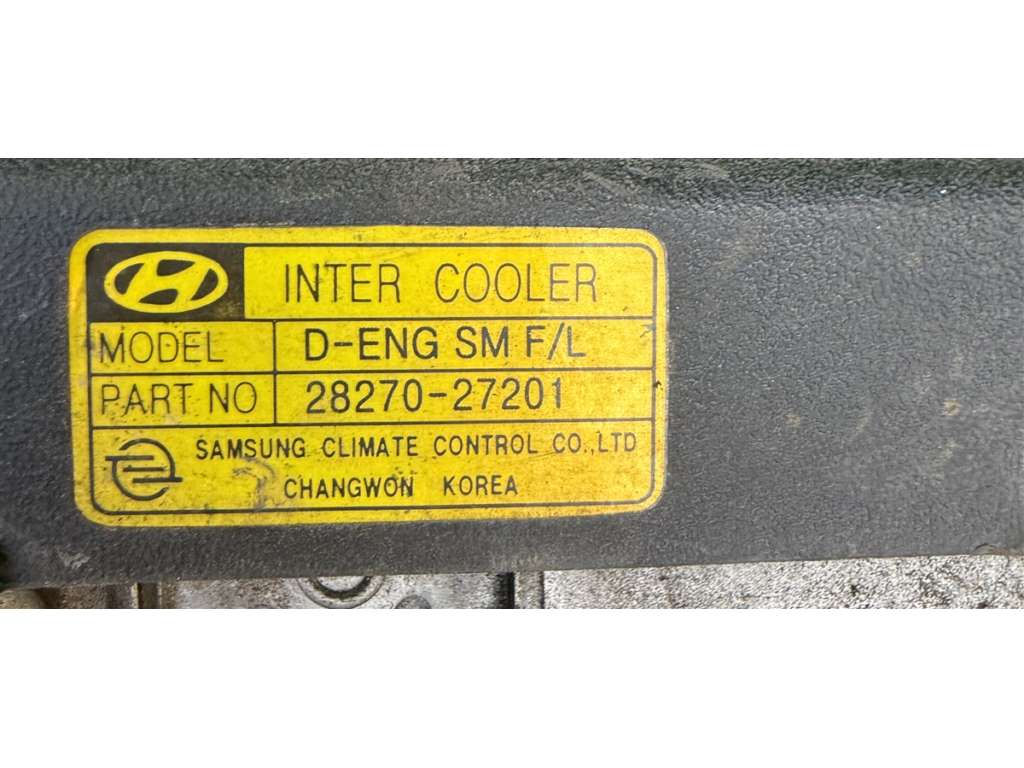 INTER COOLER
MODEL D-ENG SM F/L
PART NO 28270-27201
SAMSUNG CLIMATE CONTROL CO.,LTD
CHANGWON KOREA